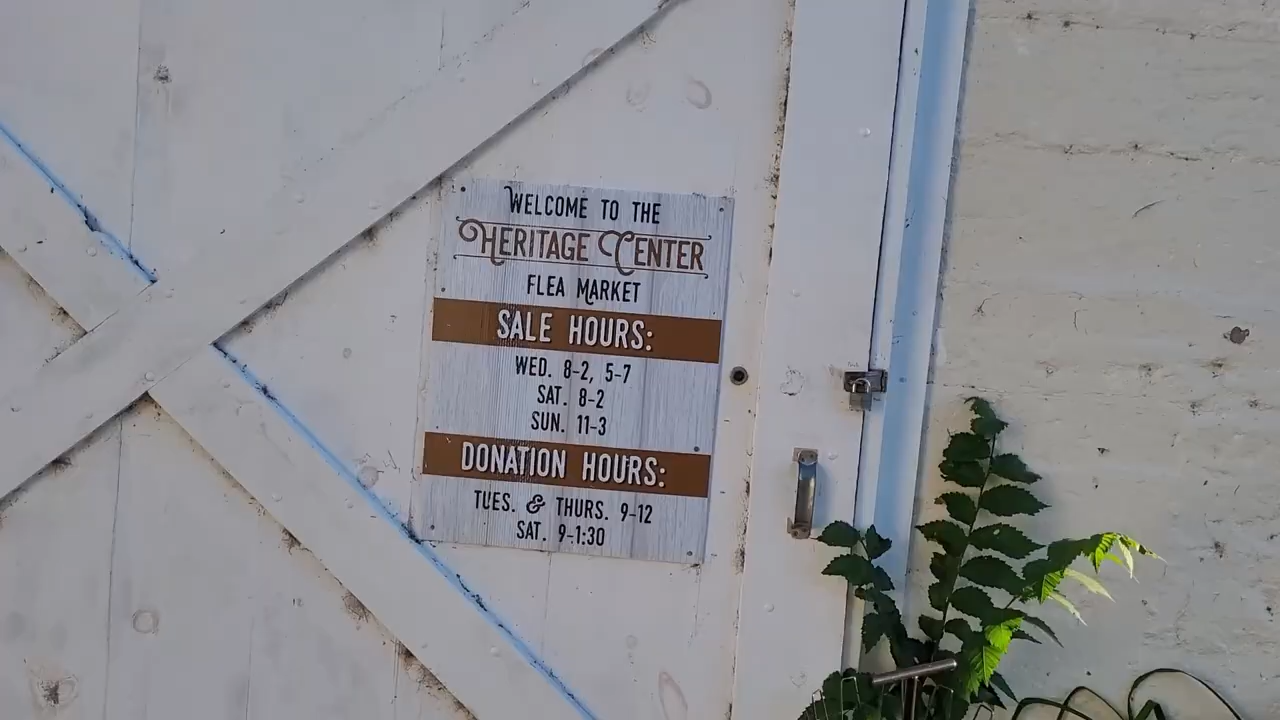 WELCOME TO THE
HERITAGE CENTER
FLEA MARKET
SALE HOURS:
WED. 8-2, 5-7
SAT. 8-2
SUN. 11-3
DONATION HOURS:
TUES. & THURS. 9-12
SAT. 9-1:30